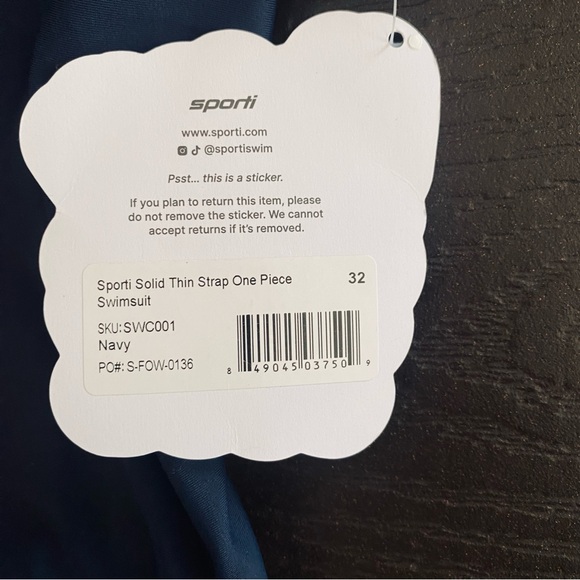 sporti
www.sporti.com
@sportiswim
Psst... this is a sticker.
If you plan to return this item, please
do not remove the sticker. We cannot
accept returns if it's removed.
Sporti Solid Thin Strap One Piece 32
Swimsuit
SKU:SWC001
Navy
PO#: S-FOW-0136
8 49045 03750 9